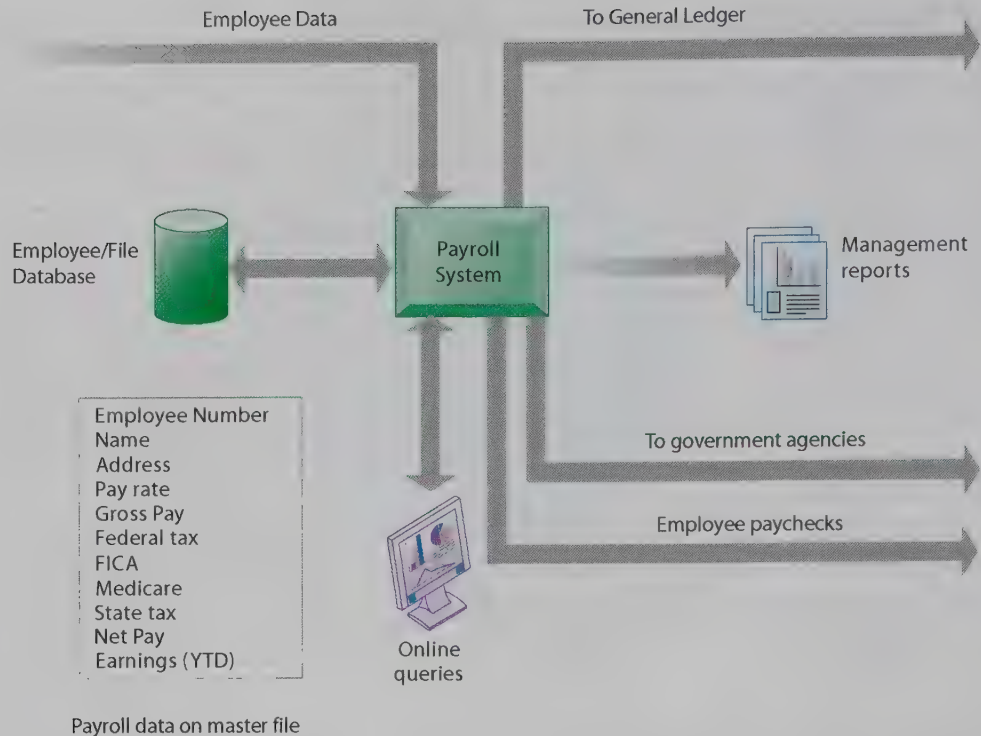 Employee Data
To General Ledger
Employee/File
Database
Payroll
System
Management
reports
Employee Number
Name
Address
Pay rate
Gross Pay
Federal tax
FICA
Medicare
State tax
Net Pay
Earnings (YTD)
To government agencies
Employee paychecks
Online
queries
Payroll data on master file